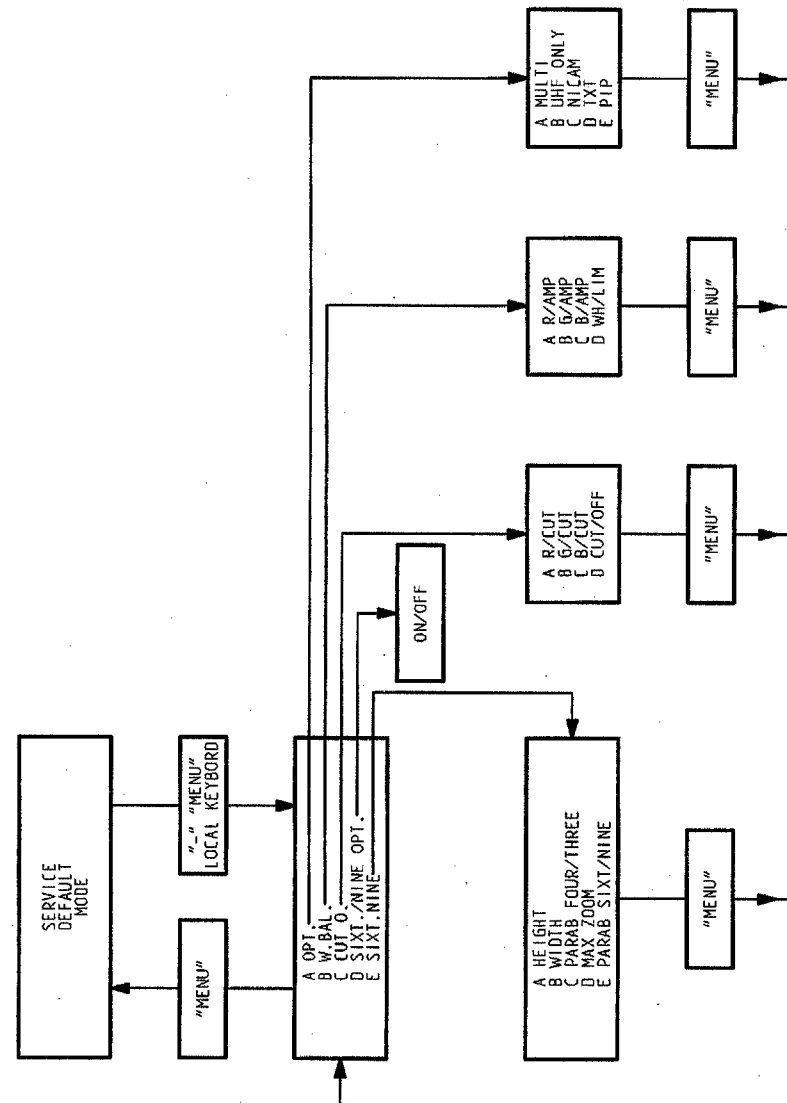 SERVICE
DEFAULT
MODE
"MENU"
"-" "MENU"
LOCAL KEYBORD
A OPT.
B W.BAL.
C CUT O.
D SIXT./NINE OPT.
E SIXT.NINE
ON/OFF
A HEIGHT
B WIDTH
C PARAB FOUR/THREE
D MAX ZOOM
E PARAB SIXT/NINE
A R/CUT
B G/CUT
C B/CUT
D CUT/OFF
A R/AMP
B G/AMP
C B/AMP
D WH/LIM
A MULTI
B UHF ONLY
C NICAM
D TXT
E PIP
"MENU"
"MENU"
"MENU"
"MENU"